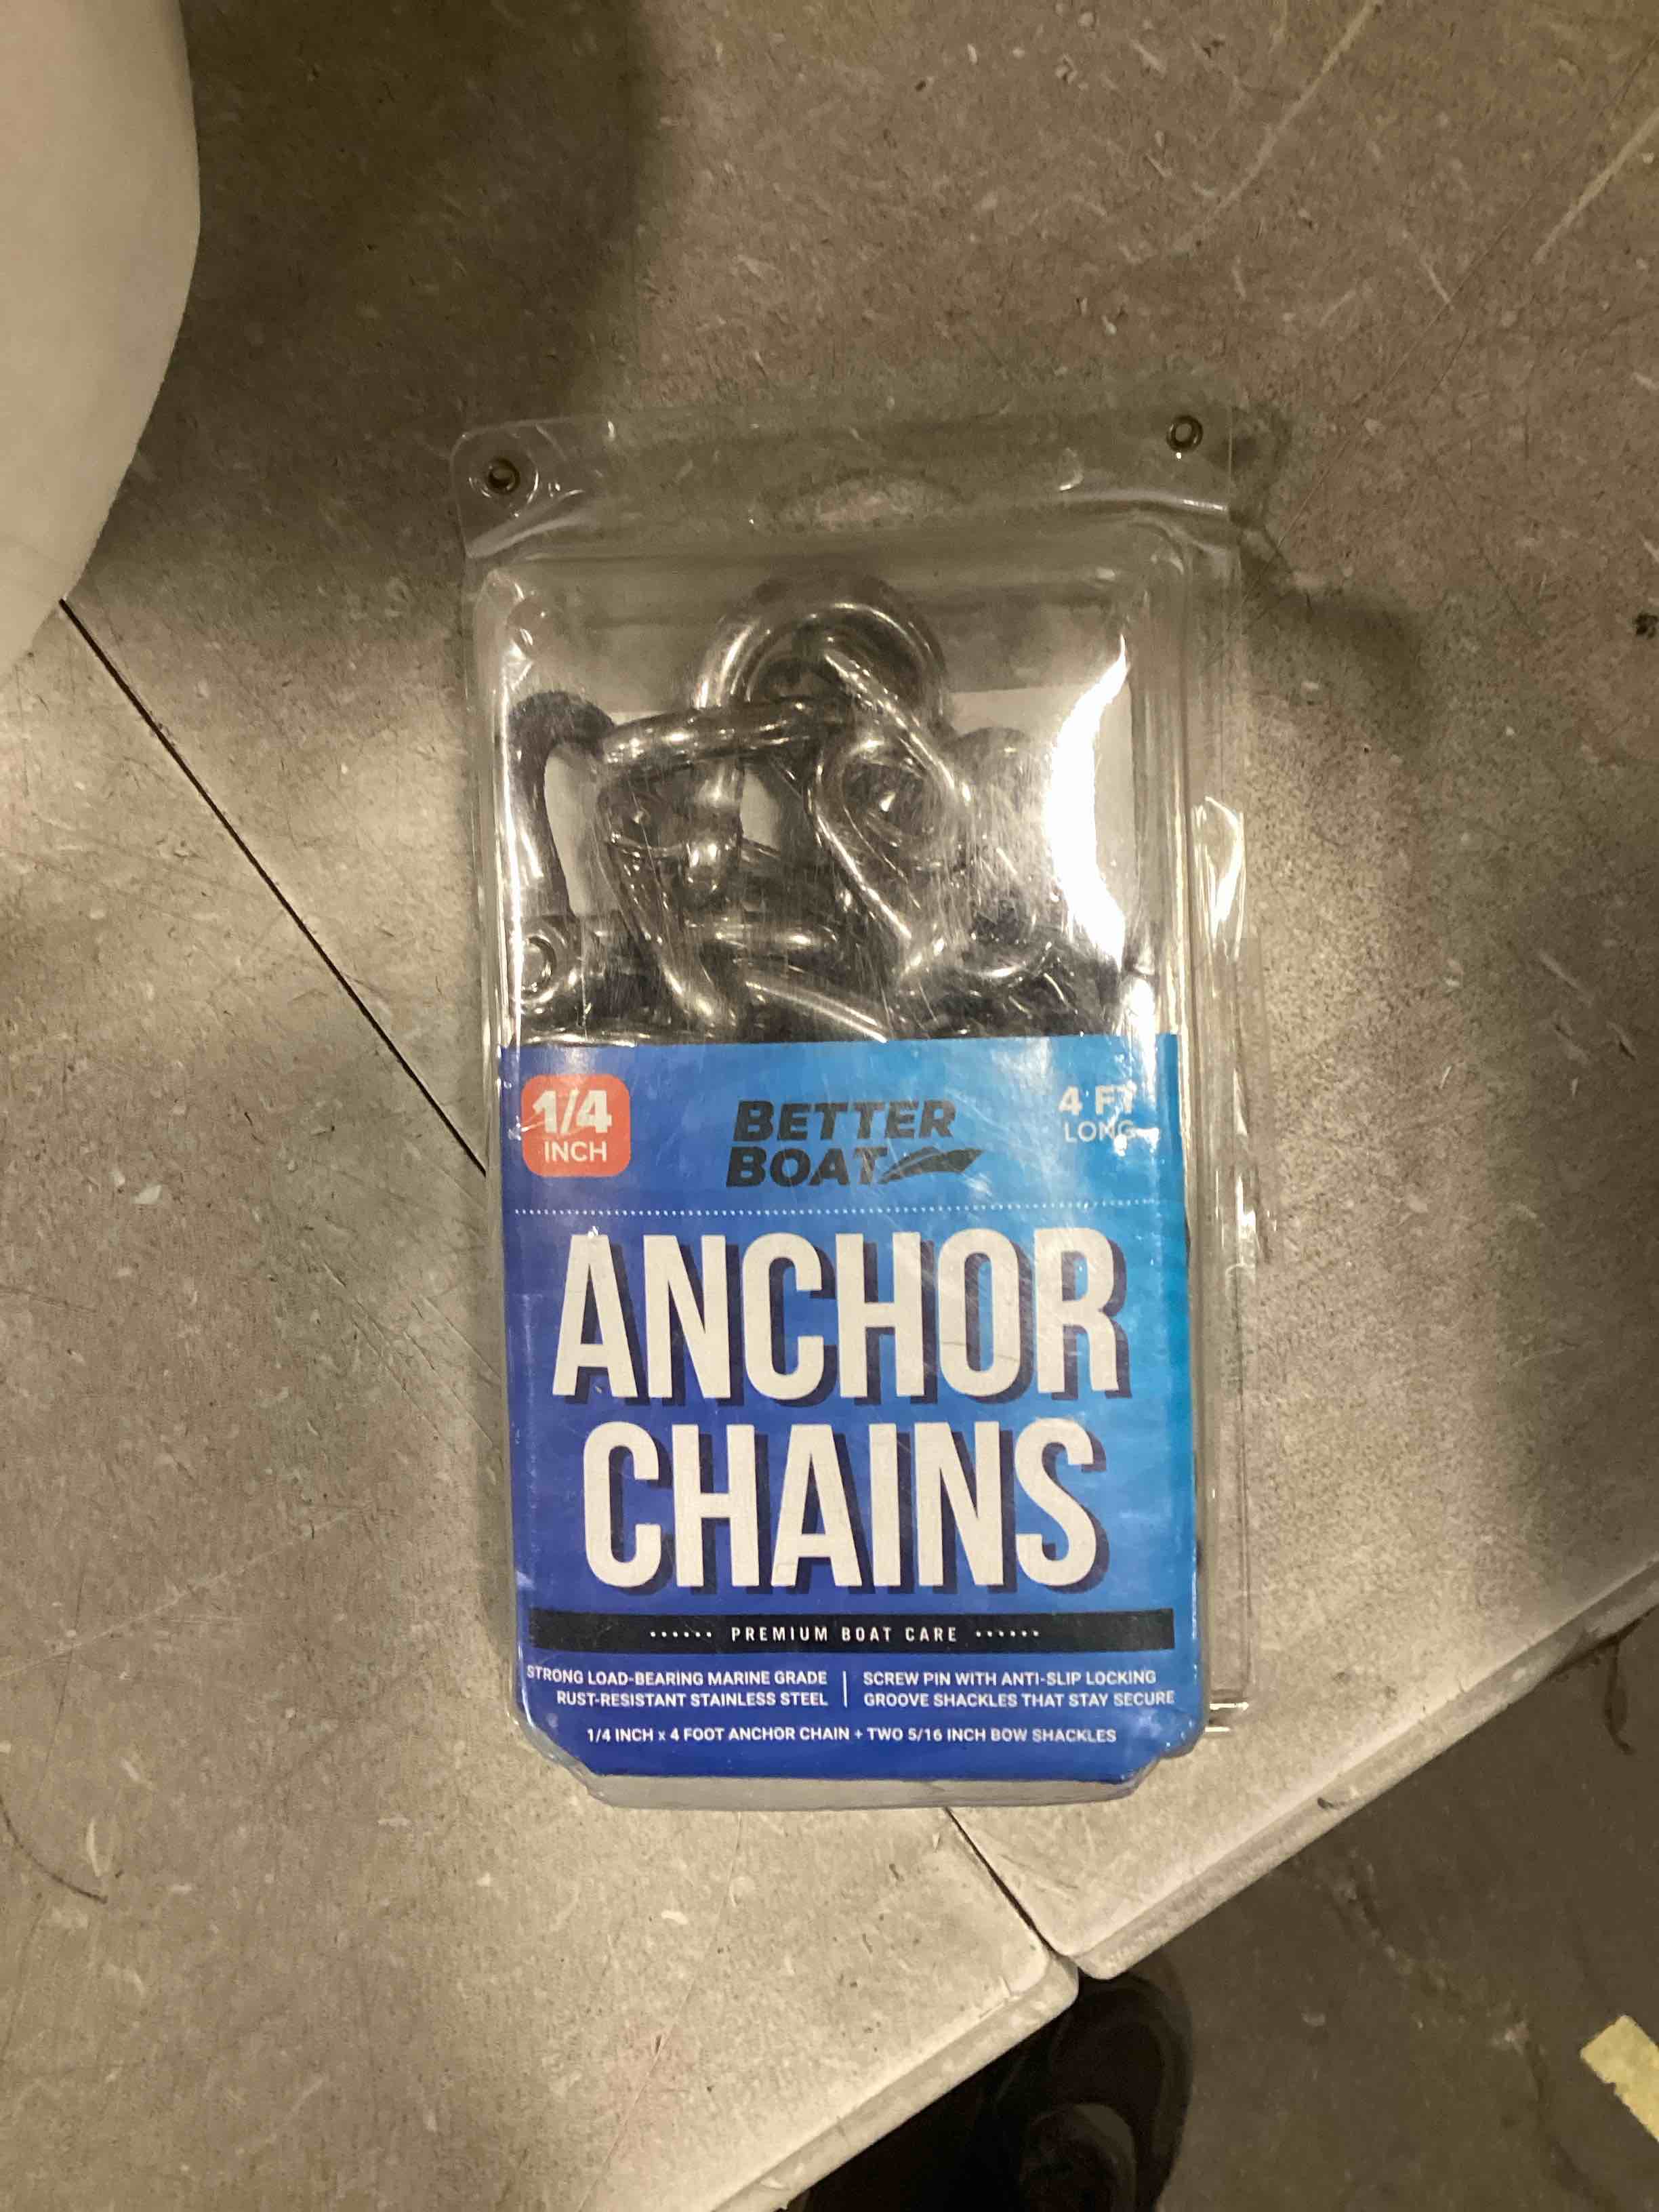 1/4
INCH
BETTER
BOAT
4 FT
LONG
ANCHOR
CHAINS
PREMIUM BOAT CARE
STRONG LOAD-BEARING MARINE GRADE
RUST-RESISTANT STAINLESS STEEL
SCREW PIN WITH ANTI-SLIP LOCKING
GROOVE SHACKLES THAT STAY SECURE
1/4 INCH x 4 FOOT ANCHOR CHAIN + TWO 5/16 INCH BOW SHACKLES